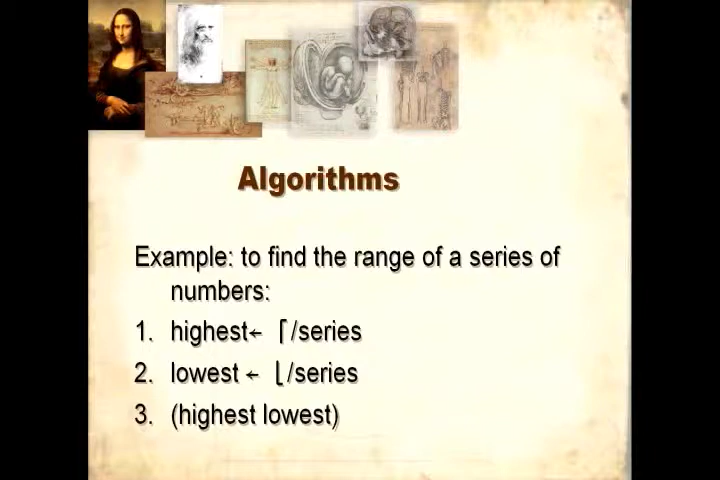 Algorithms
Example: to find the range of a series of
numbers:
1. highest← ⌈/series
2. lowest ← ⌊/series
3. (highest lowest)